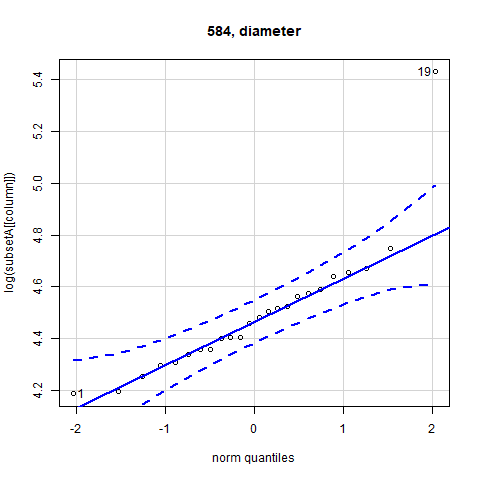 584, diameter
log(subsetA[[column]])
5.4
5.2
5.0
4.8
4.6
4.4
4.2
19
1
-2 -1 0 1 2
norm quantiles